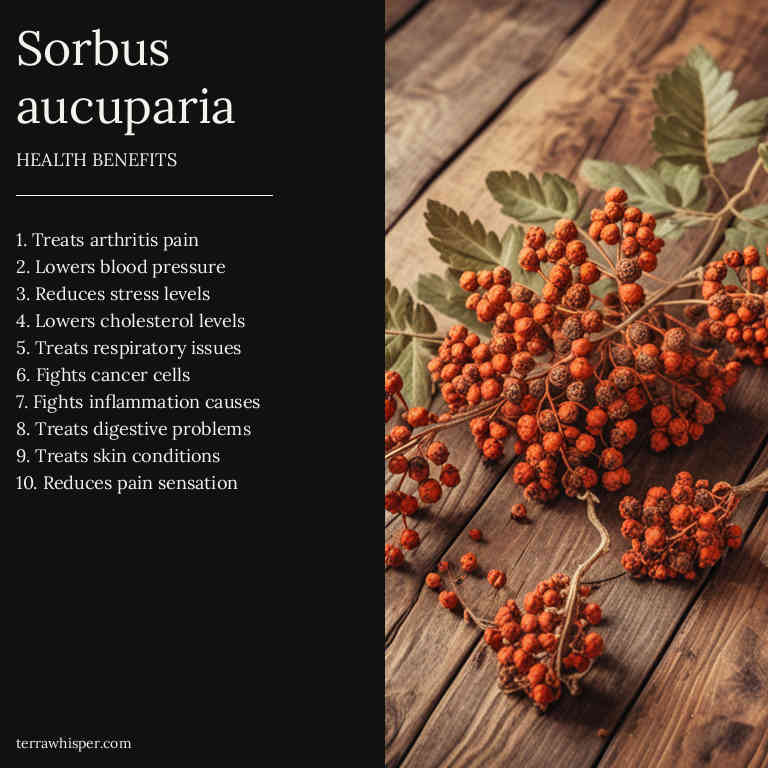 Sorbus
aucuparia
HEALTH BENEFITS
1. Treats arthritis pain
2. Lowers blood pressure
3. Reduces stress levels
4. Lowers cholesterol levels
5. Treats respiratory issues
6. Fights cancer cells
7. Fights inflammation causes
8. Treats digestive problems
9. Treats skin conditions
10. Reduces pain sensation
terrawhisper.com